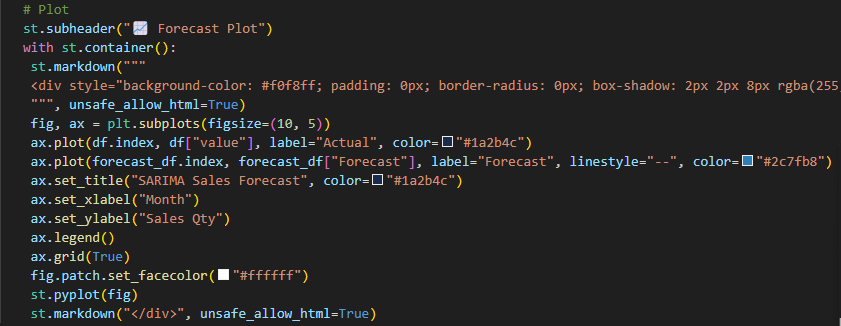 # Plot
st.subheader("📈 Forecast Plot")
with st.container():
 st.markdown("""
 <div style="background-color: #f0f8ff; padding: 0px; border-radius: 0px; box-shadow: 2px 2px 8px rgba(255,
 """, unsafe_allow_html=True)
 fig, ax = plt.subplots(figsize=(10, 5))
 ax.plot(df.index, df["value"], label="Actual", color="#1a2b4c")
 ax.plot(forecast_df.index, forecast_df["Forecast"], label="Forecast", linestyle="--", color="#2c7fb8")
 ax.set_title("SARIMA Sales Forecast", color="#1a2b4c")
 ax.set_xlabel("Month")
 ax.set_ylabel("Sales Qty")
 ax.legend()
 ax.grid(True)
 fig.patch.set_facecolor("#ffffff")
 st.pyplot(fig)
 st.markdown("</div>", unsafe_allow_html=True)